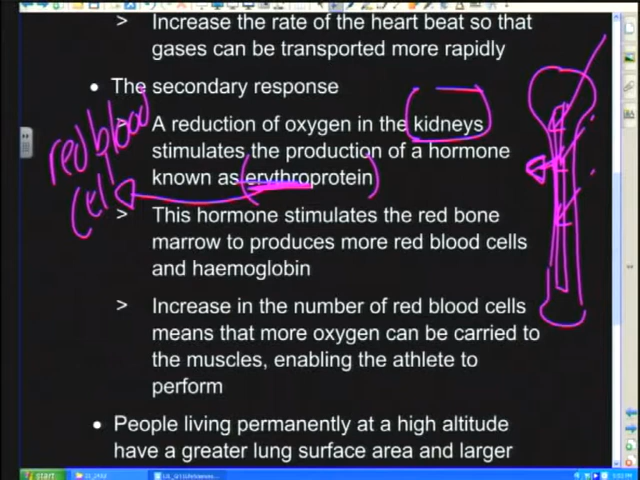 > Increase the rate of the heart beat so that
gases can be transported more rapidly
• The secondary response
> A reduction of oxygen in the kidneys
stimulates the production of a hormone
known as erythroprotein
red blood
cell
> This hormone stimulates the red bone
marrow to produces more red blood cells
and haemoglobin
> Increase in the number of red blood cells
means that more oxygen can be carried to
the muscles, enabling the athlete to
perform
• People living permanently at a high altitude
have a greater lung surface area and larger
start